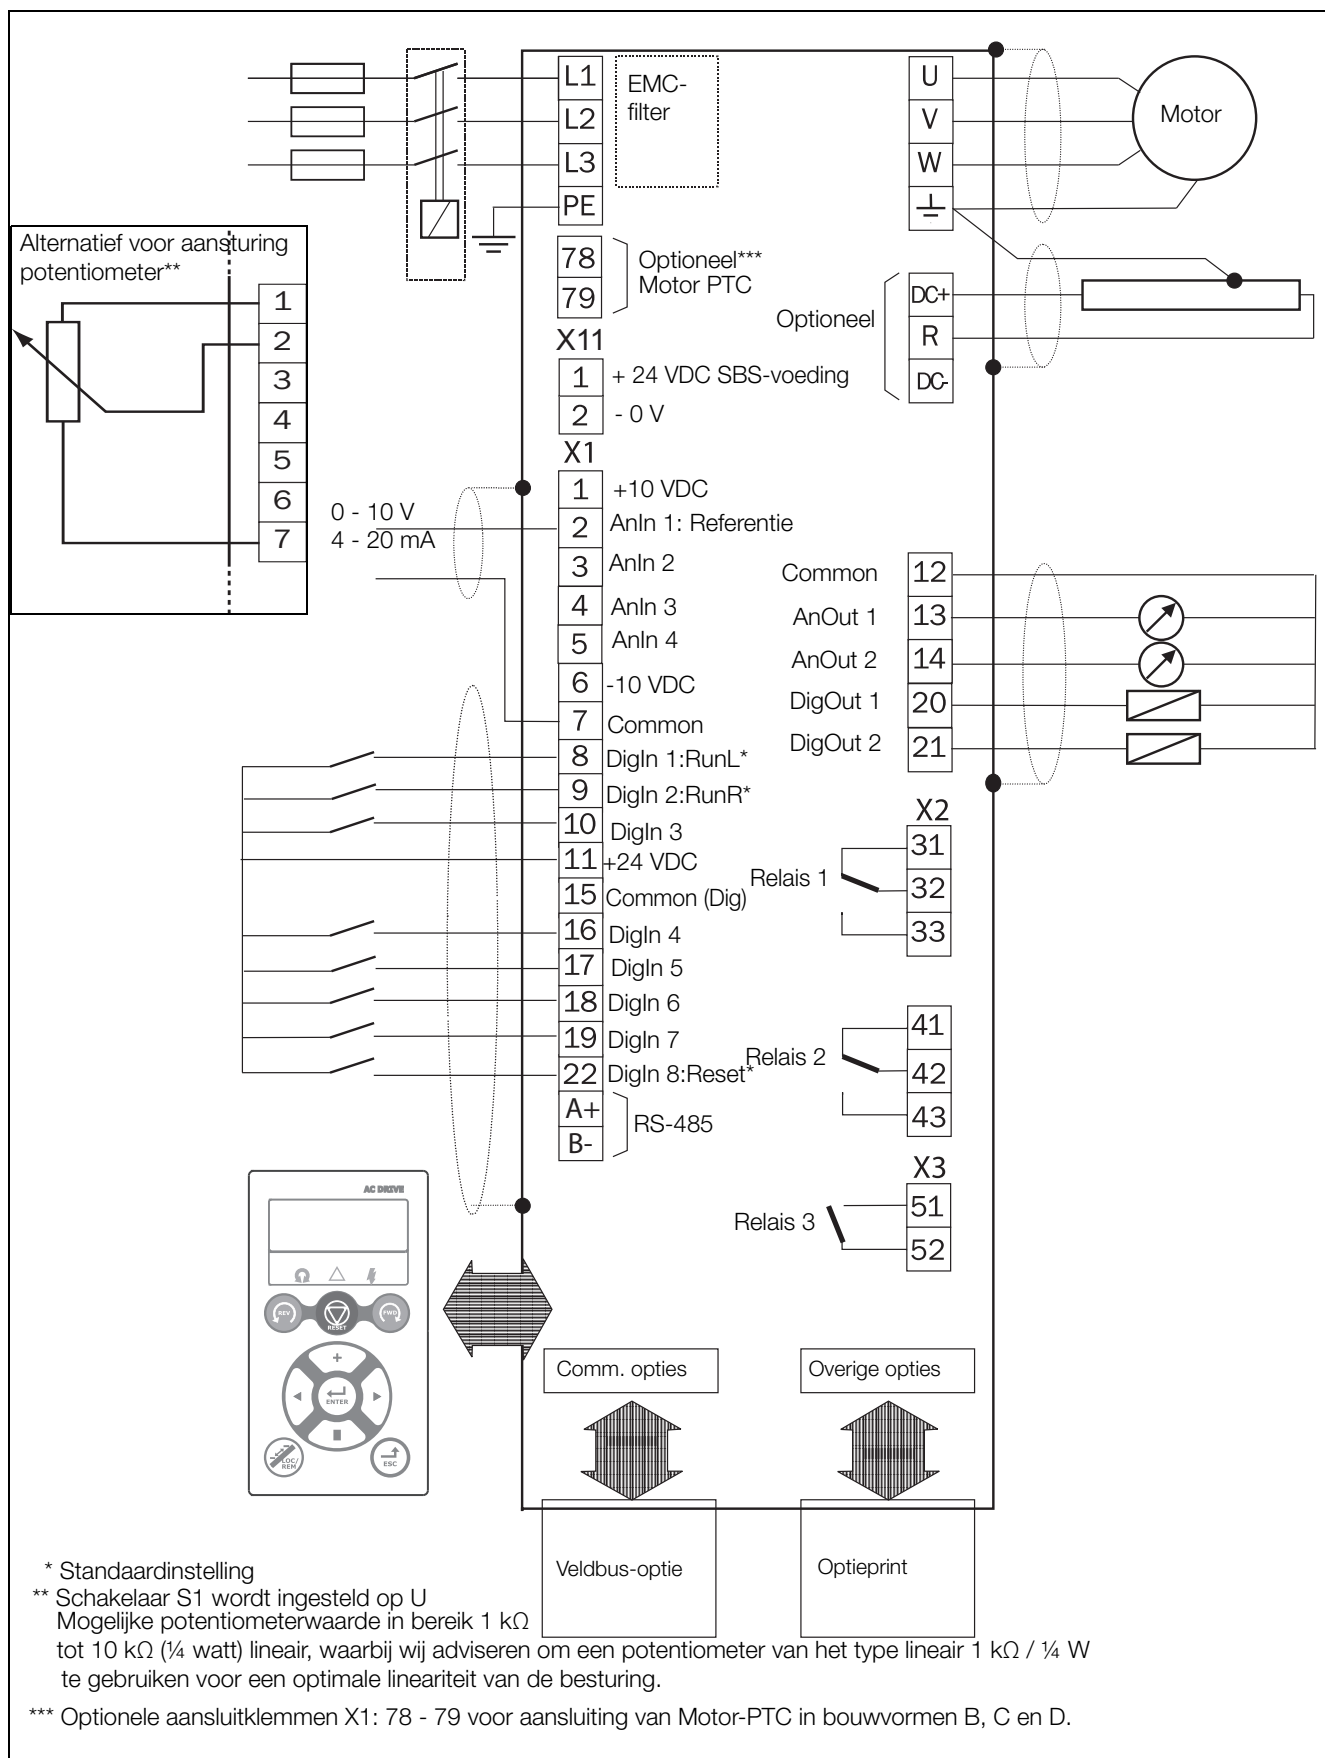 L1
L2
L3
PE
EMC-
filter
U
V
W
Motor
Alternatief voor aansturing
potentiometer**
1
2
3
4
5
6
7
78
79
Optioneel***
Motor PTC
Optioneel
DC+
R
DC-
X11
1 + 24 VDC SBS-voeding
2 - 0 V
X1
0 - 10 V
4 - 20 mA
1 +10 VDC
2 AnIn 1: Referentie
3 AnIn 2
4 AnIn 3
5 AnIn 4
6 -10 VDC
7 Common
8 DigIn 1:RunL*
9 DigIn 2:RunR*
10 DigIn 3
11 +24 VDC
15 Common (Dig)
16 DigIn 4
17 DigIn 5
18 DigIn 6
19 DigIn 7
22 DigIn 8:Reset*
A+
B-
RS-485
Common 12
AnOut 1 13
AnOut 2 14
DigOut 1 20
DigOut 2 21
X2
Relais 1
31
32
33
Relais 2
41
42
43
X3
Relais 3
51
52
AC DRIVE
REV
RESET
FWD
+
ENTER
LOC/
REM
ESC
Comm. opties
Overige opties
Veldbus-optie
Optieprint
* Standaardinstelling
** Schakelaar S1 wordt ingesteld op U
Mogelijke potentiometerwaarde in bereik 1 kΩ
tot 10 kΩ (¼ watt) lineair, waarbij wij adviseren om een potentiometer van het type lineair 1 kΩ / ¼ W
te gebruiken voor een optimale lineariteit van de besturing.
*** Optionele aansluitklemmen X1: 78 - 79 voor aansluiting van Motor-PTC in bouwvormen B, C en D.